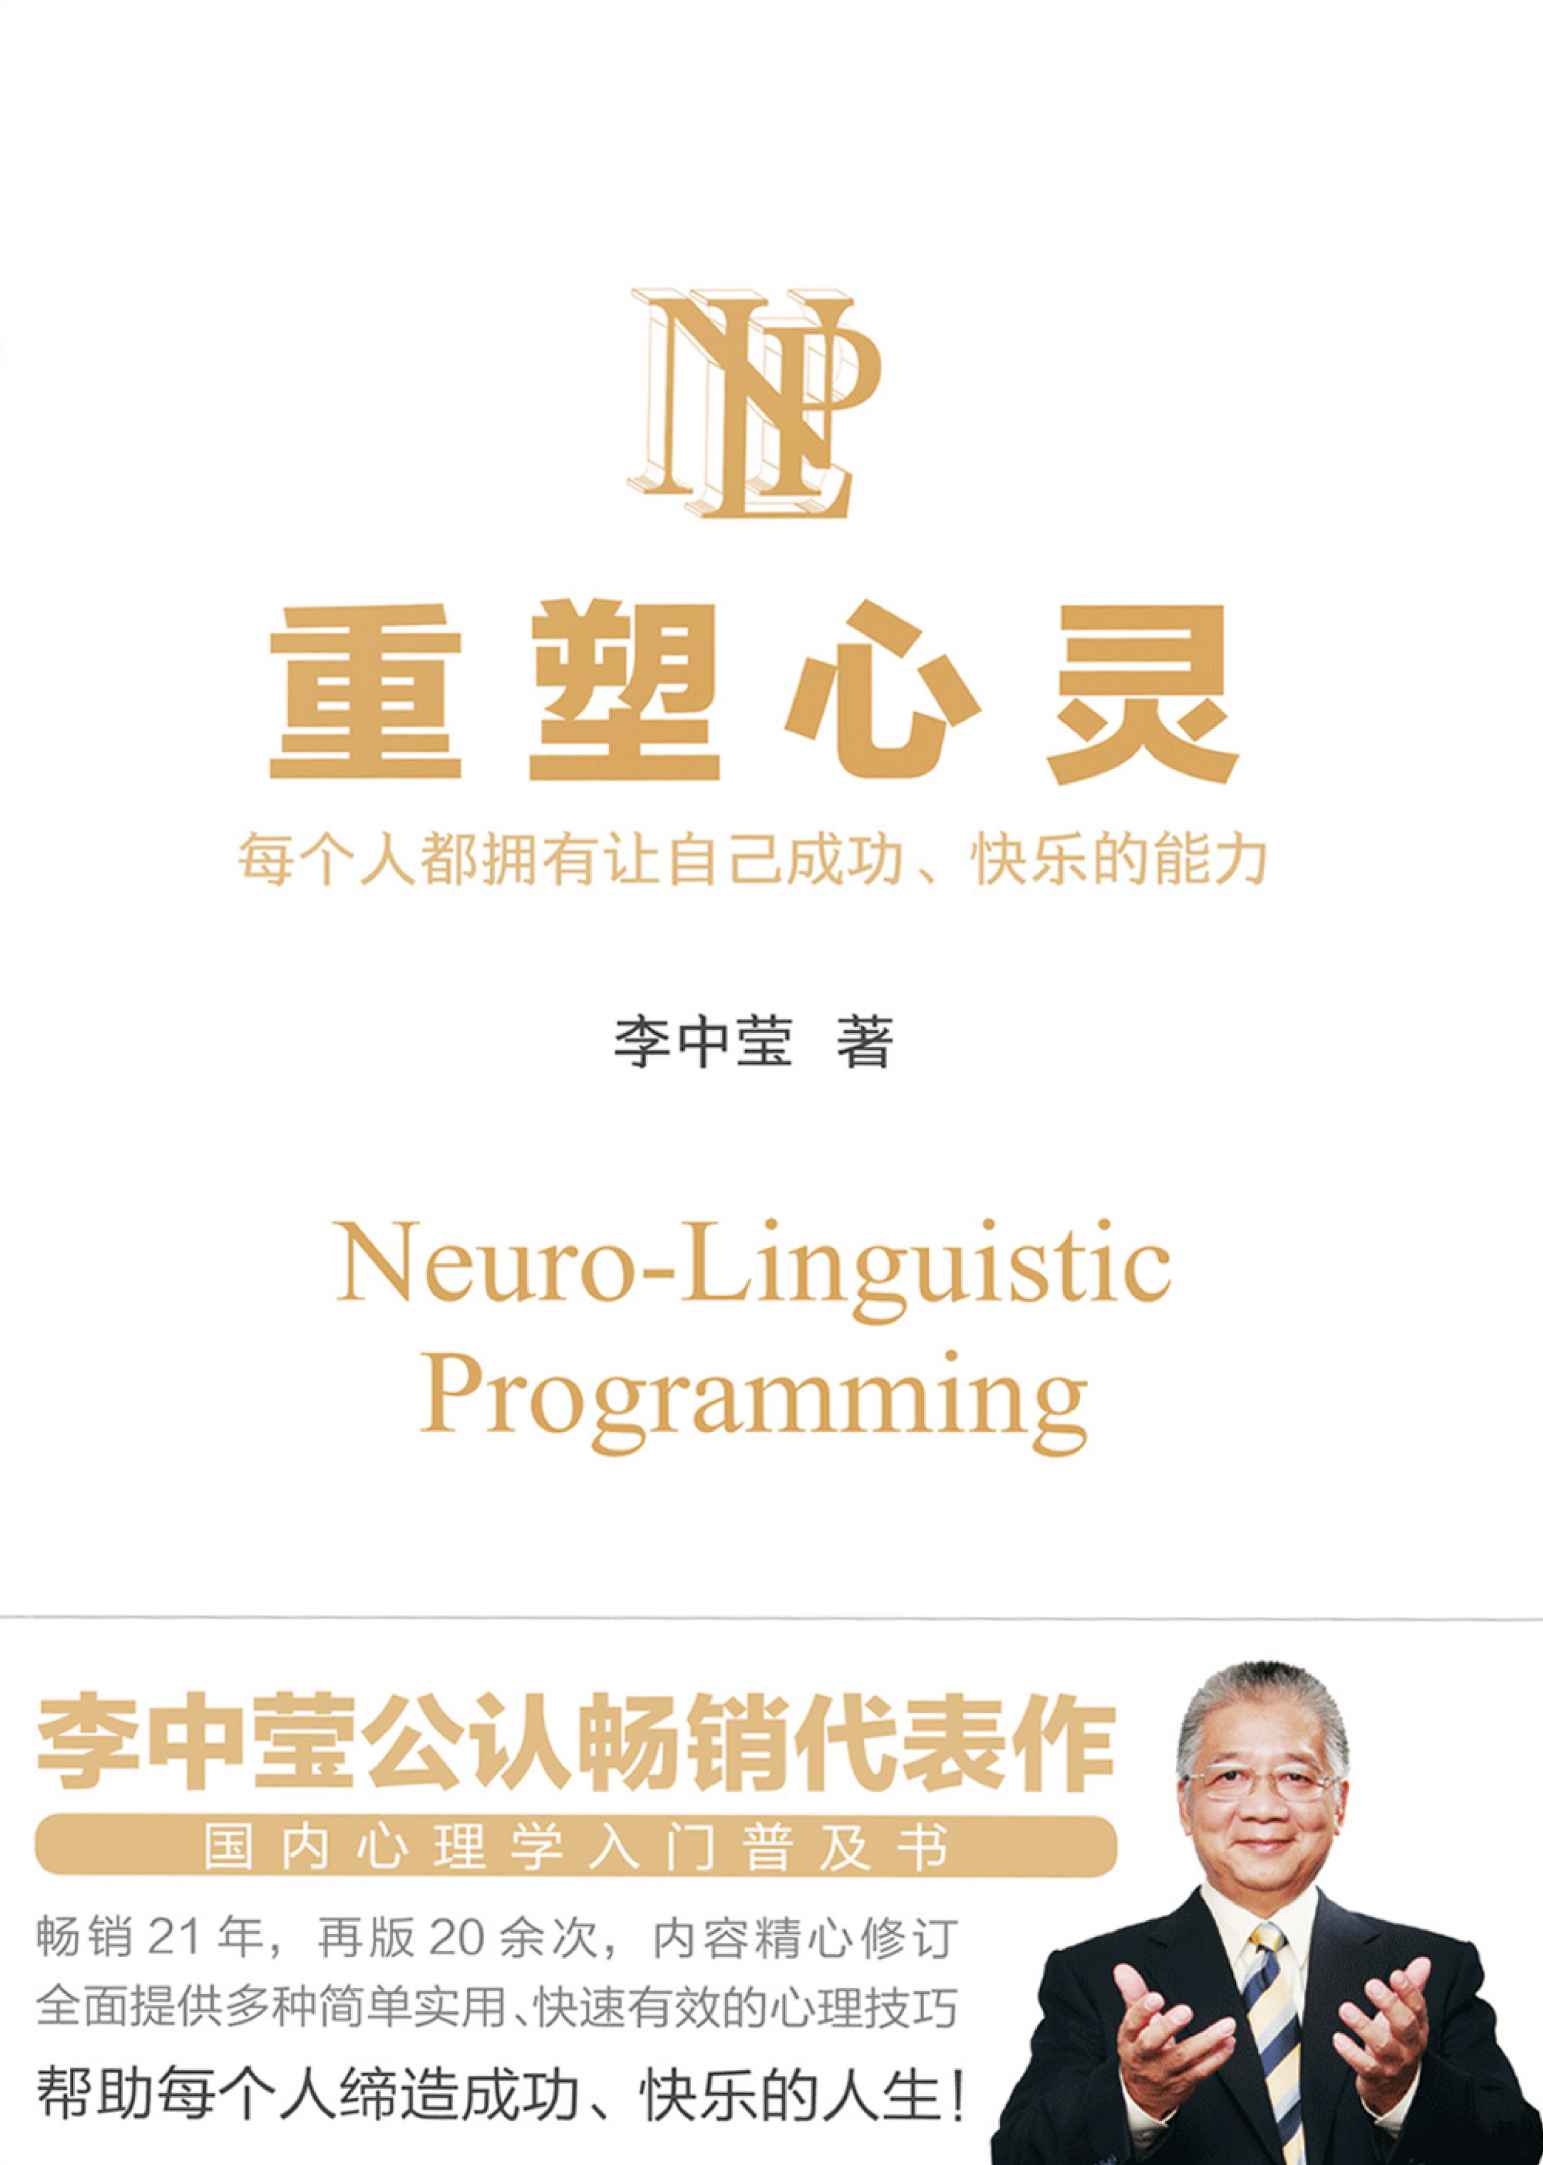 NLP
重塑心灵
每个人都拥有让自己成功、快乐的能力
李中莹 著
Neuro-Linguistic
Programming
李中莹公认畅销代表作
国内心理学入门普及书
畅销 21 年，再版 20 余次，内容精心修订
全面提供多种简单实用、快速有效的心理技巧
帮助每个人缔造成功、快乐的人生！